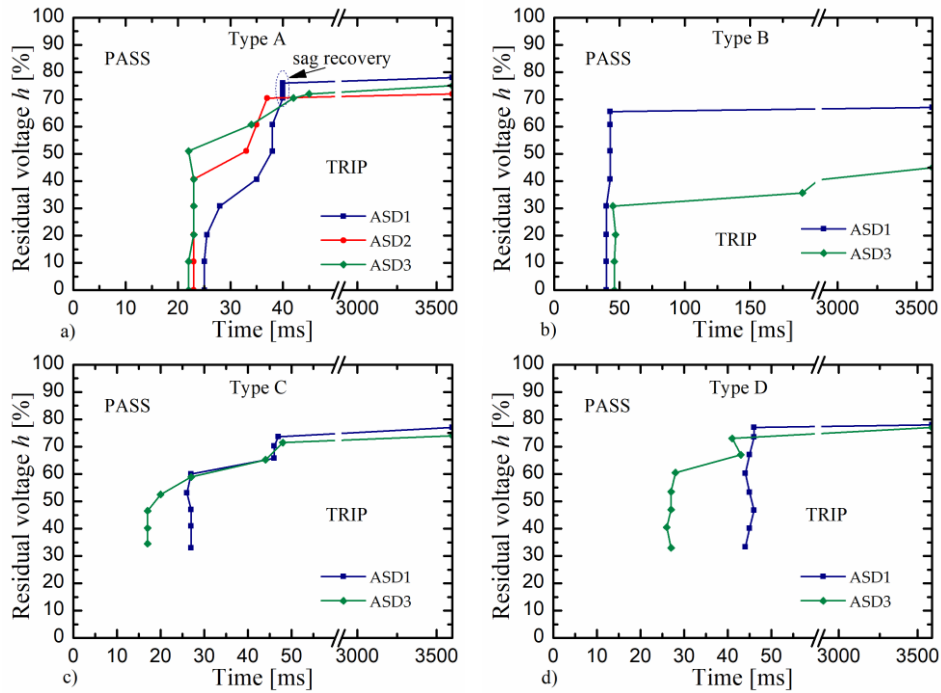 100
90
80
70
60
50
40
30
20
10
0
Residual voltage h [%]
PASS
Type A
sag recovery
TRIP
ASD1
ASD2
ASD3
0 10 20 30 40 3000 3500
Time [ms]
a)
100
90
80
70
60
50
40
30
20
10
0
Residual voltage h [%]
PASS
Type B
TRIP
ASD1
ASD3
0 50 100 150 3000 3500
Time [ms]
b)
100
90
80
70
60
50
40
30
20
10
0
Residual voltage h [%]
PASS
Type C
TRIP
ASD1
ASD3
0 10 20 30 40 50 3000 3500
Time [ms]
c)
100
90
80
70
60
50
40
30
20
10
0
Residual voltage h [%]
PASS
Type D
TRIP
ASD1
ASD3
0 10 20 30 40 50 3000 3500
Time [ms]
d)